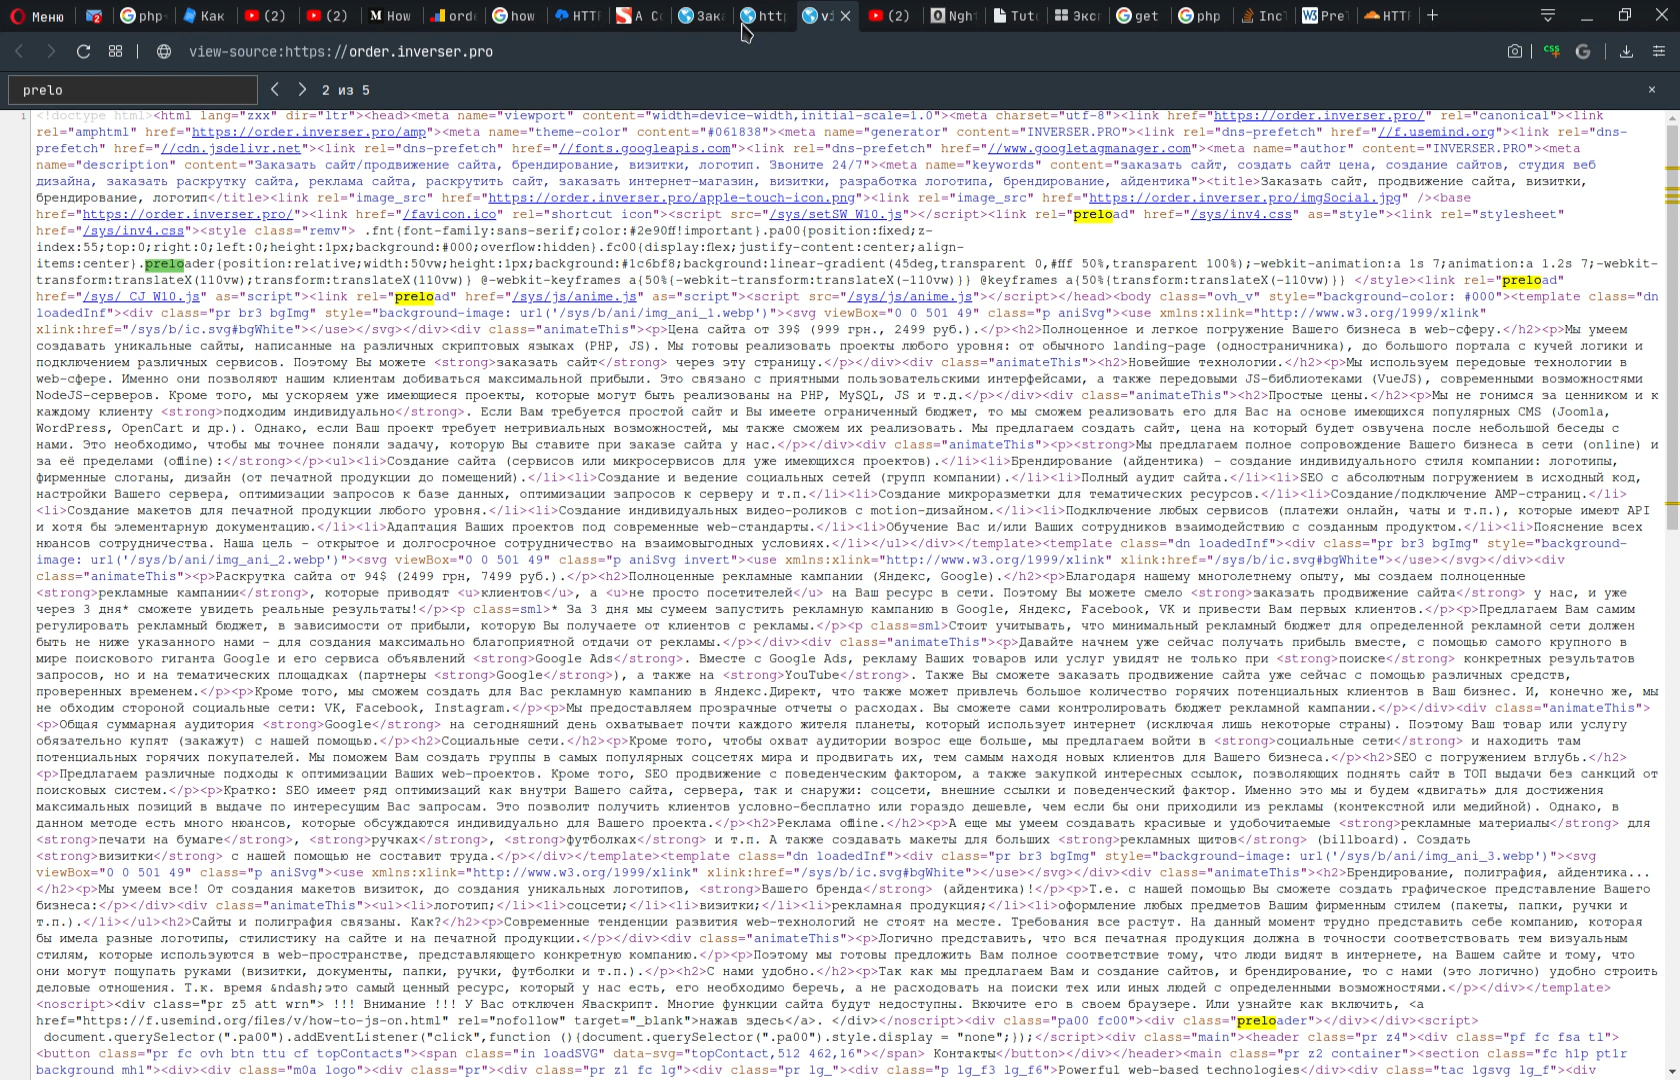 Меню php Как (2) (2) How orde how HTTP A Co Зака http vi (2) Ngh Tuto Экс get php Incl Pre HTTP
view-source:https://order.inverser.pro
prelo 2 из 5
1 <!doctype html><html lang="zxx" dir="ltr"><head><meta name="viewport" content="width=device-width,initial-scale=1.0"><meta charset="utf-8"><link href="https://order.inverser.pro/" rel="canonical"><link
rel="amphtml" href="https://order.inverser.pro/amp"><meta name="theme-color" content="#061838"><meta name="generator" content="INVERSER.PRO"><link rel="dns-prefetch" href="//f.usemind.org"><link rel="dns-
prefetch" href="//cdn.jsdelivr.net"><link rel="dns-prefetch" href="//fonts.googleapis.com"><link rel="dns-prefetch" href="//www.googletagmanager.com"><meta name="author" content="INVERSER.PRO"><meta
name="description" content="Заказать сайт/продвижение сайта, брендирование, визитки, логотип. Звоните 24/7"><meta name="keywords" content="заказать сайт, создать сайт цена, создание сайтов, студия веб
дизайна, заказать раскрутку сайта, реклама сайта, раскрутить сайт, заказать интернет-магазин, визитки, разработка логотипа, брендирование, айдентика"><title>Заказать сайт, продвижение сайта, визитки,
брендирование, логотип</title><link rel="image_src" href="https://order.inverser.pro/apple-touch-icon.png"><link rel="image_src" href="https://order.inverser.pro/imgSocial.jpg" /><base
href="https://order.inverser.pro/"><link href="/favicon.ico" rel="shortcut icon"><script src="/sys/setSW_W10.js"></script><link rel="preload" href="/sys/inv4.css" as="style"><link rel="stylesheet"
href="/sys/inv4.css"><style class="remv"> .fnt{font-family:sans-serif;color:#2e90ff!important}.pa00{position:fixed;z-
index:55;top:0;right:0;left:0;height:1px;background:#000;overflow:hidden}.fc00{display:flex;justify-content:center;align-
items:center}.preloader{position:relative;width:50vw;height:1px;background:#1c6bf8;background:linear-gradient(45deg,transparent 0,#fff 50%,transparent 100%);-webkit-animation:a 1s 7;animation:a 1.2s 7;-webkit-
transform:translateX(110vw);transform:translateX(110vw)} @-webkit-keyframes a{50%{-webkit-transform:translateX(-110vw)}} @keyframes a{50%{transform:translateX(-110vw)}} </style><link rel="preload"
href="/sys/_CJ_W10.js" as="script"><link rel="preload" href="/sys/js/anime.js" as="script"><script src="/sys/js/anime.js"></script></head><body class="ovh_v" style="background-color: #000"><template class="dn
loadedInf"><div class="pr br3 bgImg" style="background-image: url('/sys/b/ani/img_ani_1.webp')"><svg viewBox="0 0 501 49" class="p aniSvg"><use xmlns:xlink="http://www.w3.org/1999/xlink"
xlink:href="/sys/b/ic.svg#bgWhite"></use></svg></div><div class="animateThis"><p>Цена сайта от 39$ (999 грн., 2499 руб.).</p><h2>Полноценное и легкое погружение Вашего бизнеса в web-сферу.</h2><p>Мы умеем
создавать уникальные сайты, написанные на различных скриптовых языках (PHP, JS). Мы готовы реализовать проекты любого уровня: от обычного landing-page (одностраничника), до большого портала с кучей логики и
подключением различных сервисов. Поэтому Вы можете <strong>заказать сайт</strong> через эту страницу.</p></div><div class="animateThis"><h2>Новейшие технологии.</h2><p>Мы используем передовые технологии в
web-сфере. Именно они позволяют нашим клиентам добиваться максимальной прибыли. Это связано с приятными пользовательскими интерфейсами, а также передовыми JS-библиотеками (VueJS), современными возможностями
NodeJS-серверов. Кроме того, мы ускоряем уже имеющиеся проекты, которые могут быть реализованы на PHP, MySQL, JS и т.д.</p></div><div class="animateThis"><h2>Простые цены.</h2><p>Мы не гонимся за ценником и к
каждому клиенту <strong>подходим индивидуально</strong>. Если Вам требуется простой сайт и Вы имеете ограниченный бюджет, то мы сможем реализовать его для Вас на основе имеющихся популярных CMS (Joomla,
WordPress, OpenCart и др.). Однако, если Ваш проект требует нетривиальных возможностей, мы также сможем их реализовать. Мы предлагаем создать сайт, цена на который будет озвучена после небольшой беседы с
нами. Это необходимо, чтобы мы точнее поняли задачу, которую Вы ставите при заказе сайта у нас.</p></div><div class="animateThis"><p><strong>Мы предлагаем полное сопровождение Вашего бизнеса в сети (online) и
за её пределами (offline):</strong></p><ul><li>Создание сайта (сервисов или микросервисов для уже имеющихся проектов).</li><li>Брендирование (айдентика) - создание индивидуального стиля компании: логотипы,
фирменные слоганы, дизайн (от печатной продукции до помещений).</li><li>Создание и ведение социальных сетей (групп компании).</li><li>Полный аудит сайта.</li><li>SEO с абсолютным погружением в исходный код,
настройки Вашего сервера, оптимизации запросов к базе данных, оптимизации запросов к серверу и т.п.</li><li>Создание микроразметки для тематических ресурсов.</li><li>Создание/подключение AMP-страниц.</li>
<li>Создание макетов для печатной продукции любого уровня.</li><li>Создание индивидуальных видео-роликов с motion-дизайном.</li><li>Подключение любых сервисов (платежи онлайн, чаты и т.п.), которые имеют API
и хотя бы элементарную документацию.</li><li>Адаптация Ваших проектов под современные web-стандарты.</li><li>Обучение Вас и/или Ваших сотрудников взаимодействию с созданным продуктом.</li><li>Пояснение всех
нюансов сотрудничества. Наша цель - открытое и долгосрочное сотрудничество на взаимовыгодных условиях.</li></ul></div></template><template class="dn loadedInf"><div class="pr br3 bgImg" style="background-
image: url('/sys/b/ani/img_ani_2.webp')"><svg viewBox="0 0 501 49" class="p aniSvg invert"><use xmlns:xlink="http://www.w3.org/1999/xlink" xlink:href="/sys/b/ic.svg#bgWhite"></use></svg></div><div
class="animateThis"><p>Раскрутка сайта от 94$ (2499 грн, 7499 руб.).</p><h2>Полноценные рекламные кампании (Яндекс, Google).</h2><p>Благодаря нашему многолетнему опыту, мы создаем полноценные
<strong>рекламные кампании</strong>, которые приводят <u>клиентов</u>, а <u>не просто посетителей</u> на Ваш ресурс в сети. Поэтому Вы можете смело <strong>заказать продвижение сайта</strong> у нас, и уже
через 3 дня* сможете увидеть реальные результаты!</p><p class=sml>* За 3 дня мы сумеем запустить рекламную кампанию в Google, Яндекс, Facebook, VK и привести Вам первых клиентов.</p><p>Предлагаем Вам самим
регулировать рекламный бюджет, в зависимости от прибыли, которую Вы получаете от клиентов с рекламы.</p><p class=sml>Стоит учитывать, что минимальный рекламный бюджет для определенной рекламной сети должен
быть не ниже указанного нами - для создания максимально благоприятной отдачи от рекламы.</p></div><div class="animateThis"><p>Давайте начнем уже сейчас получать прибыль вместе, с помощью самого крупного в
мире поискового гиганта Google и его сервиса объявлений <strong>Google Ads</strong>. Вместе с Google Ads, рекламу Ваших товаров или услуг увидят не только при <strong>поиске</strong> конкретных результатов
запросов, но и на тематических площадках (партнеры <strong>Google</strong>), а также на <strong>YouTube</strong>. Также Вы сможете заказать продвижение сайта уже сейчас с помощью различных средств,
проверенных временем.</p><p>Кроме того, мы сможем создать для Вас рекламную кампанию в Яндекс.Директ, что также может привлечь большое количество горячих потенциальных клиентов в Ваш бизнес. И, конечно же, мы
не обходим стороной социальные сети: VK, Facebook, Instagram.</p><p>Мы предоставляем прозрачные отчеты о расходах. Вы сможете сами контролировать бюджет рекламной кампании.</p></div><div class="animateThis">
<p>Общая суммарная аудитория <strong>Google</strong> на сегодняшний день охватывает почти каждого жителя планеты, который использует интернет (исключая лишь некоторые страны). Поэтому Ваш товар или услугу
обязательно купят (закажут) с нашей помощью.</p><h2>Социальные сети.</h2><p>Кроме того, чтобы охват аудитории возрос еще больше, мы предлагаем войти в <strong>социальные сети</strong> и находить там
потенциальных горячих покупателей. Мы поможем Вам создать группы в самых популярных соцсетях мира и продвигать их, тем самым находя новых клиентов для Вашего бизнеса.</p><h2>SEO с погружением вглубь.</h2>
<p>Предлагаем различные подходы к оптимизации Ваших web-проектов. Кроме того, SEO продвижение с поведенческим фактором, а также закупкой интересных ссылок, позволяющих поднять сайт в ТОП выдачи без санкций от
поисковых систем.</p><p>Кратко: SEO имеет ряд оптимизаций как внутри Вашего сайта, сервера, так и снаружи: соцсети, внешние ссылки и поведенческий фактор. Именно это мы и будем «двигать» для достижения
максимальных позиций в выдаче по интересущим Вас запросам. Это позволит получить клиентов условно-бесплатно или гораздо дешевле, чем если бы они приходили из рекламы (контекстной или медийной). Однако, в
данном методе есть много нюансов, которые обсуждаются индивидуально для Вашего проекта.</p><h2>Реклама offline.</h2><p>А еще мы умеем создавать красивые и удобочитаемые <strong>рекламные материалы</strong> для
<strong>печати на бумаге</strong>, <strong>ручках</strong>, <strong>футболках</strong> и т.п. А также создавать макеты для больших <strong>рекламных щитов</strong> (billboard). Создать
<strong>визитки</strong> с нашей помощью не составит труда.</p></div></template><template class="dn loadedInf"><div class="pr br3 bgImg" style="background-image: url('/sys/b/ani/img_ani_3.webp')"><svg
viewBox="0 0 501 49" class="p aniSvg"><use xmlns:xlink="http://www.w3.org/1999/xlink" xlink:href="/sys/b/ic.svg#bgWhite"></use></svg></div><div class="animateThis"><h2>Брендирование, полиграфия, айдентика...
</h2><p>Мы умеем все! От создания макетов визиток, до создания уникальных логотипов, <strong>Вашего бренда</strong> (айдентика)!</p><p>Т.е. с нашей помощью Вы сможете создать графическое представление Вашего
бизнеса:</p></div><div class="animateThis"><ul><li>логотип;</li><li>соцсети;</li><li>визитки;</li><li>рекламная продукция;</li><li>оформление любых предметов Вашим фирменным стилем (пакеты, папки, ручки и
т.п.).</li></ul><h2>Сайты и полиграфия связаны. Как?</h2><p>Современные тенденции развития web-технологий не стоят на месте. Требования все растут. На данный момент трудно представить себе компанию, которая
бы имела разные логотипы, стилистику на сайте и на печатной продукции.</p></div><div class="animateThis"><p>Логично представить, что вся печатная продукция должна в точности соответствовать тем визуальным
стилям, которые используются в web-пространстве, представляющего конкретную компанию.</p><p>Поэтому мы готовы предложить Вам полное соответствие тому, что люди видят в интернете, на Вашем сайте и тому, что
они могут пощупать руками (визитки, документы, папки, ручки, футболки и т.п.).</p><h2>С нами удобно.</h2><p>Так как мы предлагаем Вам и создание сайтов, и брендирование, то с нами (это логично) удобно строить
деловые отношения. Т.к. время &ndash;это самый ценный ресурс, который у нас есть, его необходимо беречь, а не расходовать на поиски тех или иных людей с определенными возможностями.</p></div></template>
<noscript><div class="pr z5 att wrn"> !!! Внимание !!! У Вас отключен Яваскрипт. Многие функции сайта будут недоступны. Вкючите его в своем браузере. Или узнайте как включить, <a
href="https://f.usemind.org/files/v/how-to-js-on.html" rel="nofollow" target="_blank">нажав здесь</a>. </div></noscript><div class="pa00 fc00"><div class="preloader"></div></div><script>
document.querySelector(".pa00").addEventListener("click",function (){document.querySelector(".pa00").style.display = "none";});</script><div class="main"><header class="pr z4"><div class="pf fc fsa t1">
<button class="pr fc ovh btn ttu cf topContacts"><span class="in loadSVG" data-svg="topContact,512 462,16"></span> Контакты</button></div></header><main class="pr z2 container"><section class="fc h1p pt1r
background mh1"><div><div class="m0a logo"><div class="pr"><div class="pr z1 fc lg"><div class="pr lg_"><div class="p lg_f3 lg_f6">Powerful web-based technologies</div><div class="tac lgsvg lg_f"><div